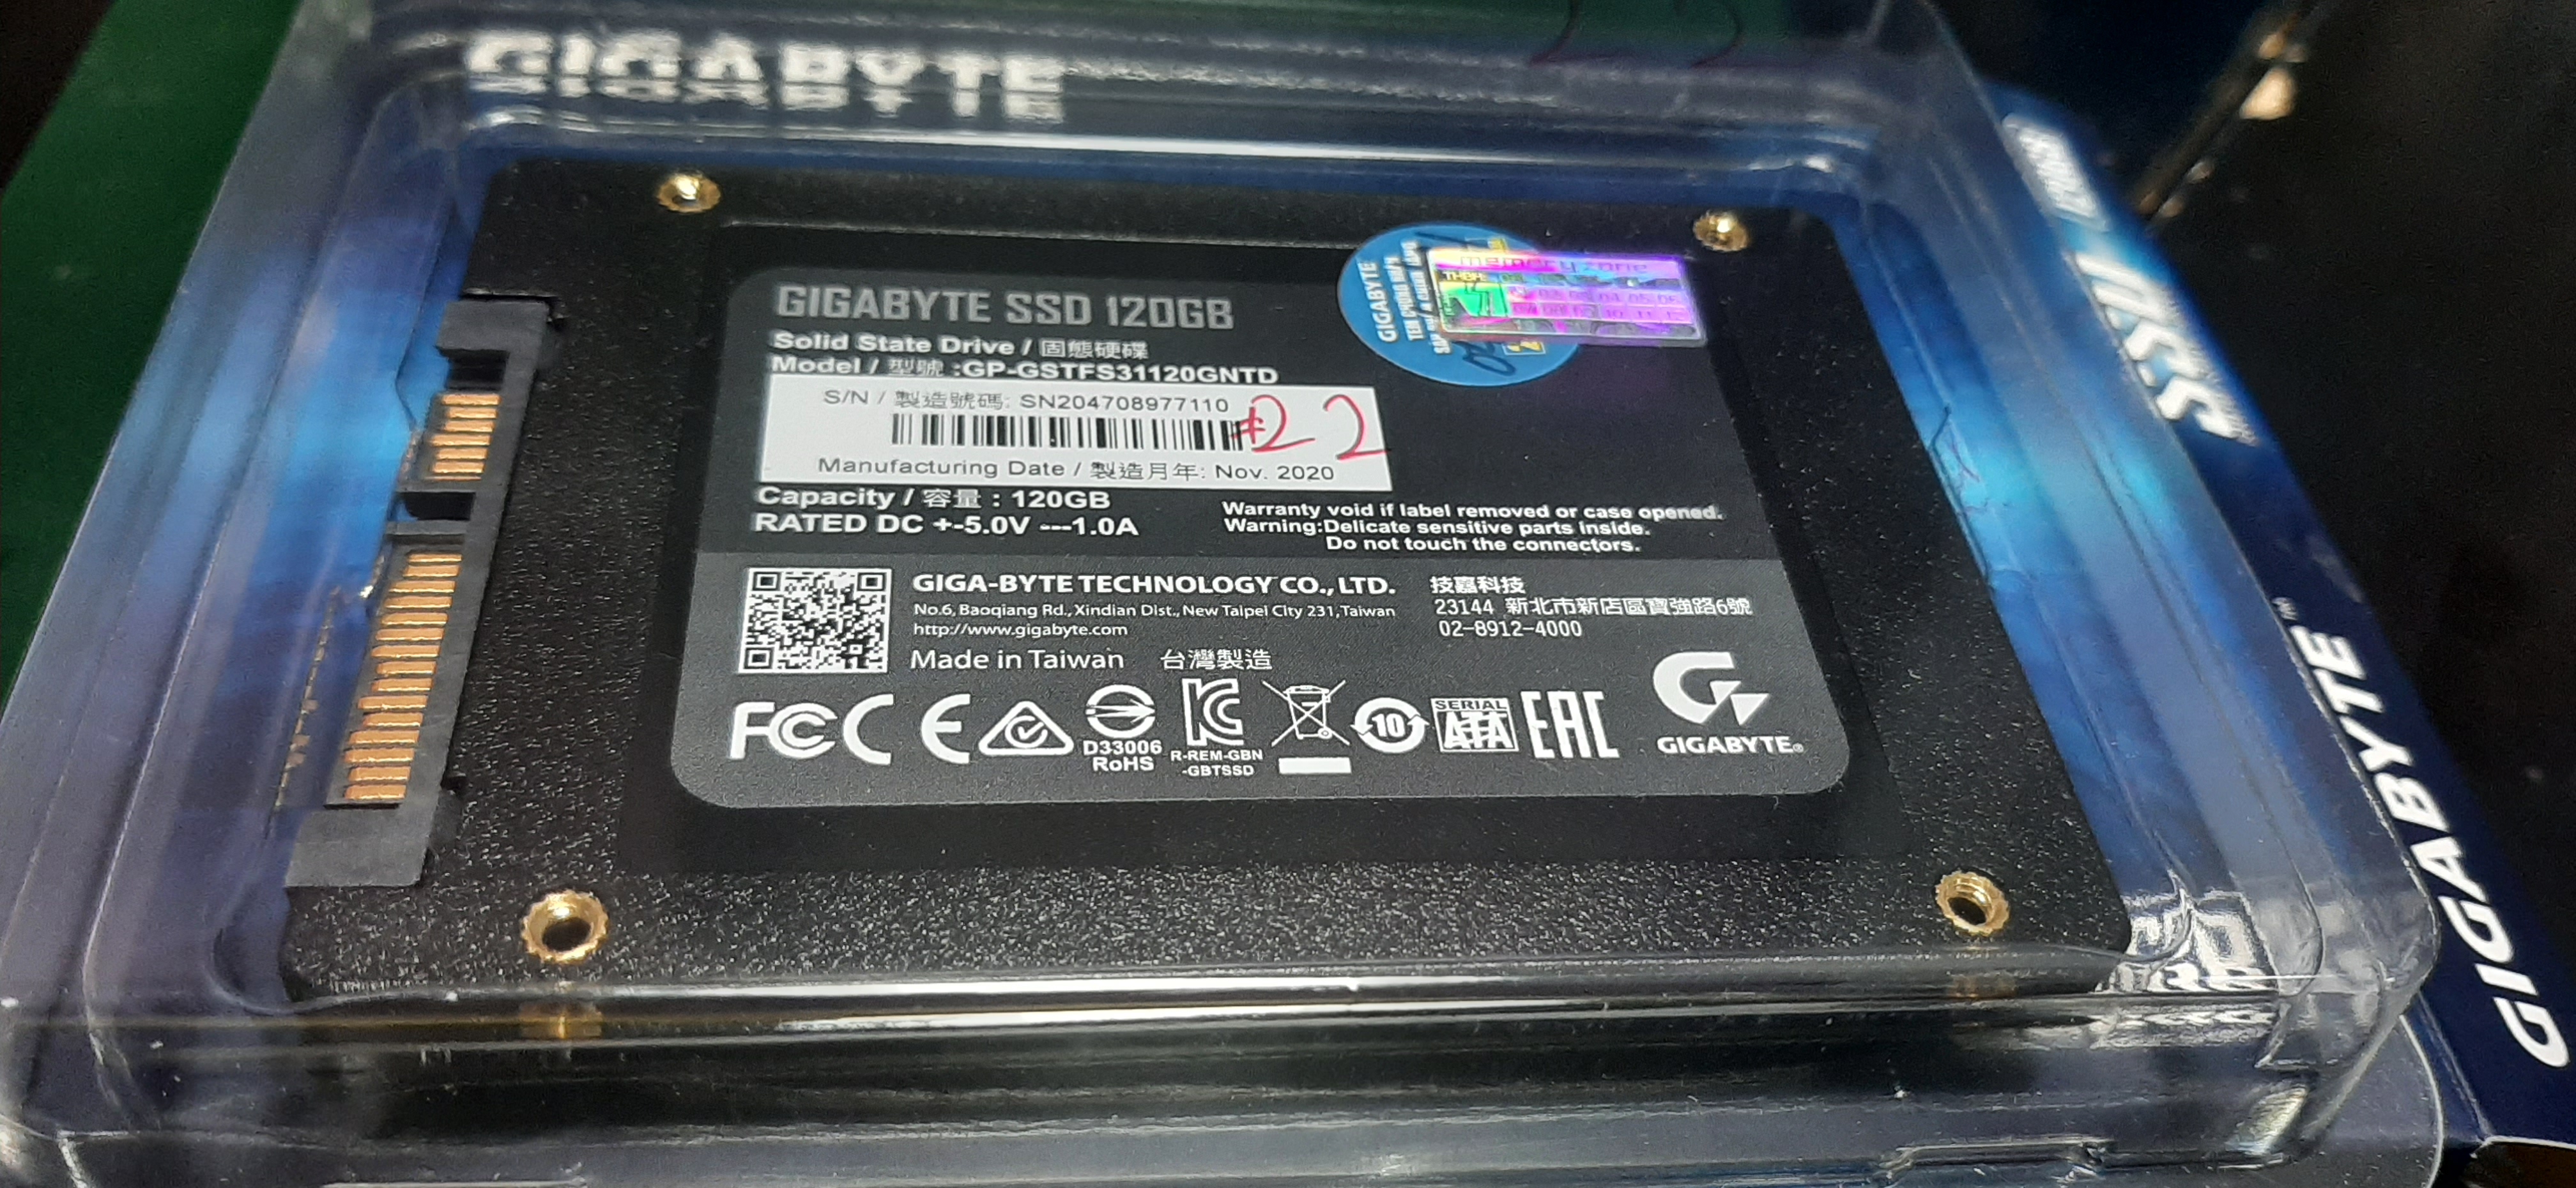 GIGABYTE
GIGABYTE SSD 120GB
Solid State Drive / 固態硬碟
Model / 型號 :GP-GSTFS31120GNTD
S/N / 製造號碼: SN204708977110
#22
Manufacturing Date / 製造月年: Nov. 2020
Capacity / 容量 : 120GB
RATED DC +-5.0V ---1.0A
Warranty void if label removed or case opened.
Warning:Delicate sensitive parts inside.
Do not touch the connectors.
GIGA-BYTE TECHNOLOGY CO., LTD.
No.6, Baoqiang Rd., Xindian Dist., New Taipei City 231, Taiwan
http://www.gigabyte.com
Made in Taiwan 台灣製造
技嘉科技
23144 新北市新店區寶強路6號
02-8912-4000
FC CE
D33006
RoHS
R-REM-GBN
-GBTSSD
10
SERIAL
ATA
EAC
GIGABYTE®
GIGABYTE
memoryzone
SSD
GIGABYTE™